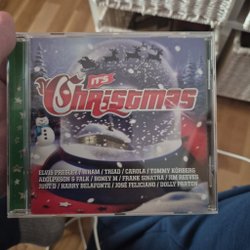 IT'S
Christmas
ELVIS PRESLEY / WHAM / TRIAD / CAROLA / TOMMY KÖRBERG
ADOLPHSON & FALK / BONEY M / FRANK SINATRA / JIM REEVES
JUST D / HARRY BELAFONTE / JOSÉ FELICIANO / DOLLY PARTON